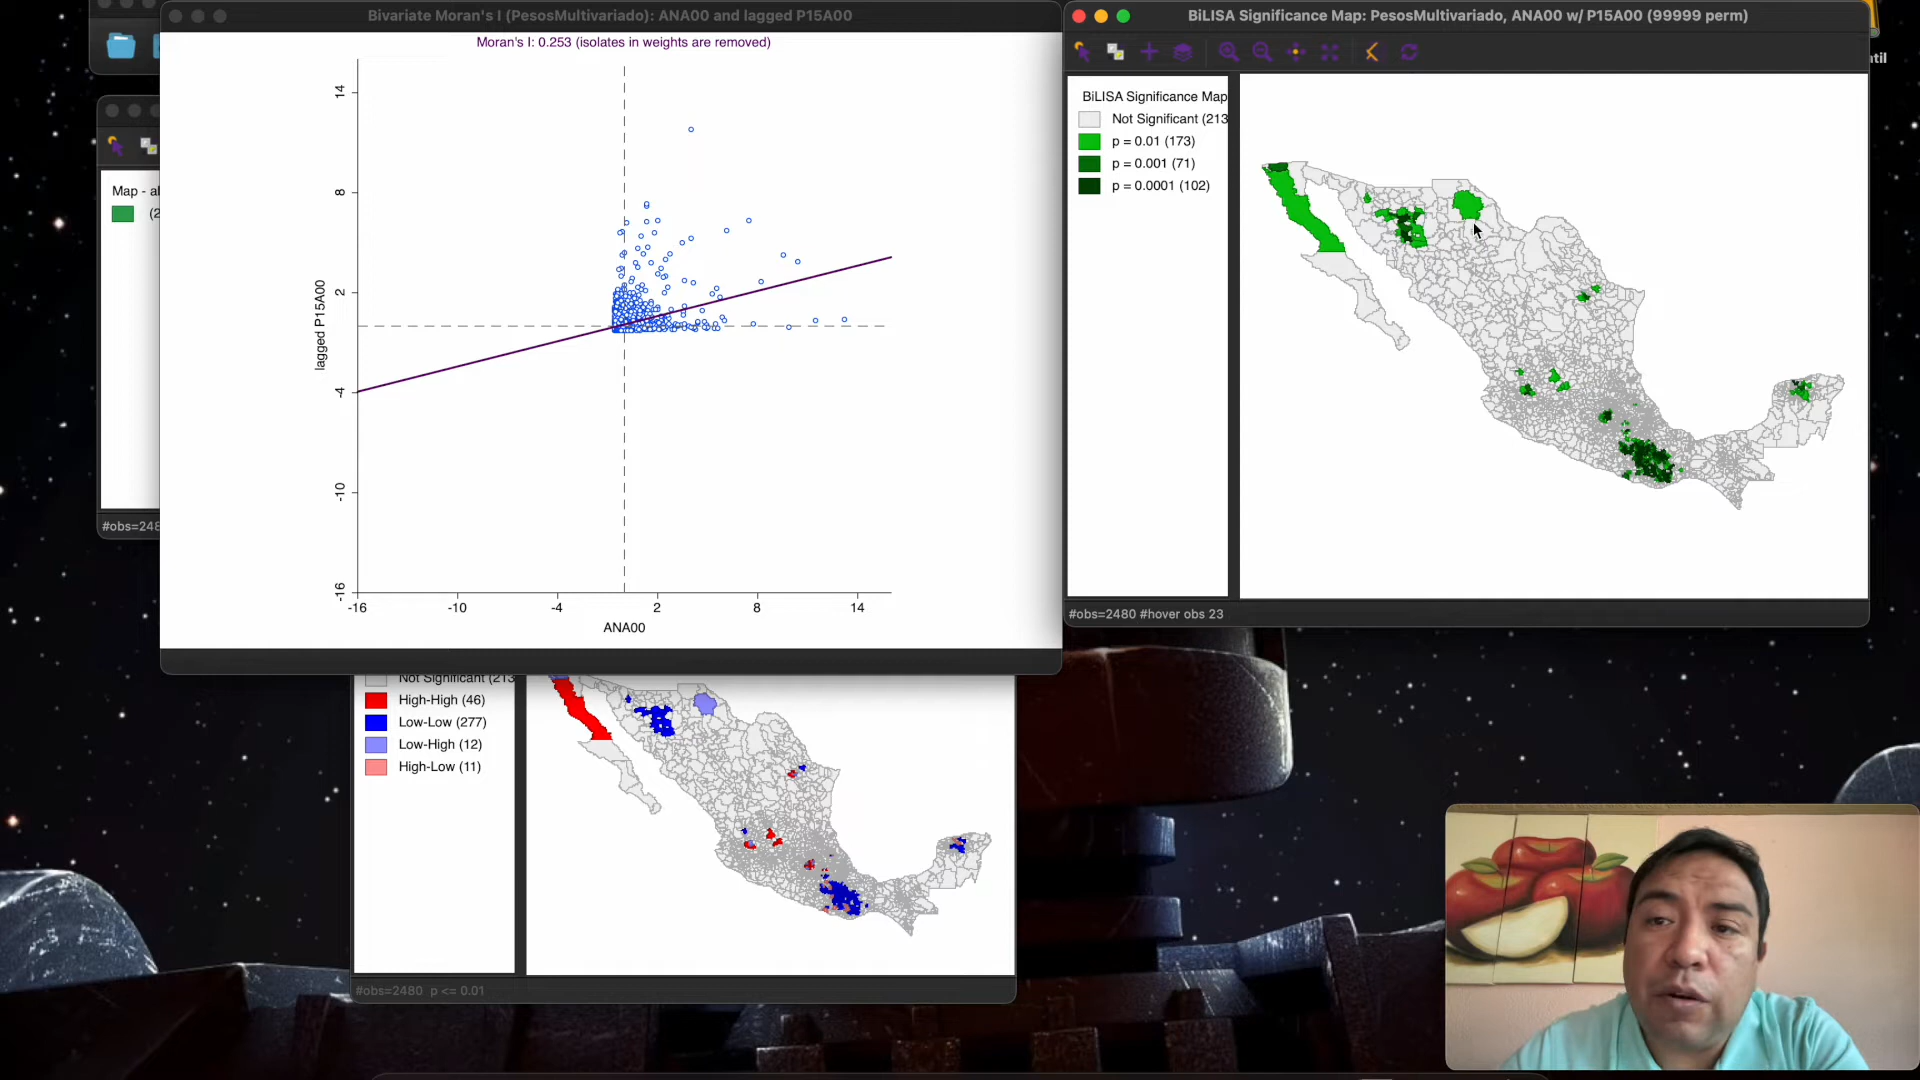 Bivariate Moran's I (PesosMultivariado): ANA00 and lagged P15A00
Moran's I: 0.253 (isolates in weights are removed)
14
8
2
-4
-10
-16
lagged P15A00
-16
-10
-4
2
8
14
ANA00
BiLISA Significance Map: PesosMultivariado, ANA00 w/ P15A00 (99999 perm)
BiLISA Significance Map
Not Significant (213
p = 0.01 (173)
p = 0.001 (71)
p = 0.0001 (102)
#obs=2480 #hover obs 23
Map - al
(2
#obs=248
Not Significant (213
High-High (46)
Low-Low (277)
Low-High (12)
High-Low (11)
#obs=2480 p <= 0.01
til